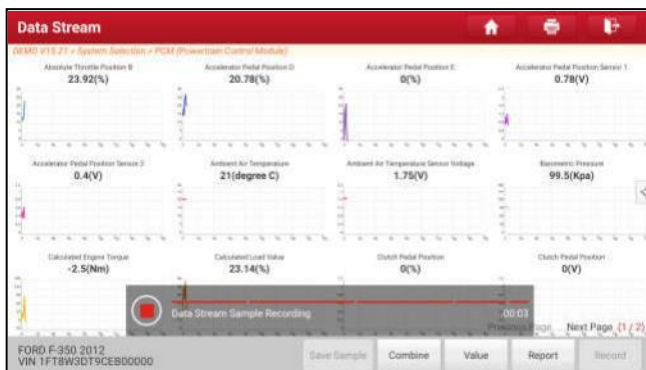 Data Stream
DEMO V15.21 > System Selection > PCM (Powertrain Control Module)
Absolute Throttle Position B
23.92(%)
Accelerator Pedal Position D
20.78(%)
Accelerator Pedal Position E
0(%)
Accelerator Pedal Position Sensor 1
0.78(V)
Accelerator Pedal Position Sensor 2
0.4(V)
Ambient Air Temperature
21(degree C)
Ambient Air Temperature Sensor Voltage
1.75(V)
Barometric Pressure
99.5(Kpa)
Calculated Engine Torque
-2.5(Nm)
Calculated Load Value
23.14(%)
Clutch Pedal Position
0(%)
Clutch Pedal Position
0(V)
Data Stream Sample Recording
00:03
Previous Page Next Page (1 / 2)
FORD F-350 2012
VIN 1FT8W3DT9CEB00000
Save Sample
Combine
Value
Report
Record